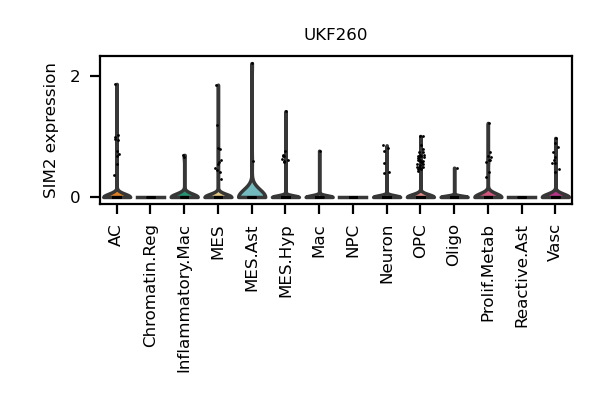 UKF260
SIM2 expression
2
0
AC
Chromatin.Reg
Inflammatory.Mac
MES
MES.Ast
MES.Hyp
Mac
NPC
Neuron
OPC
Oligo
Prolif.Metab
Reactive.Ast
Vasc